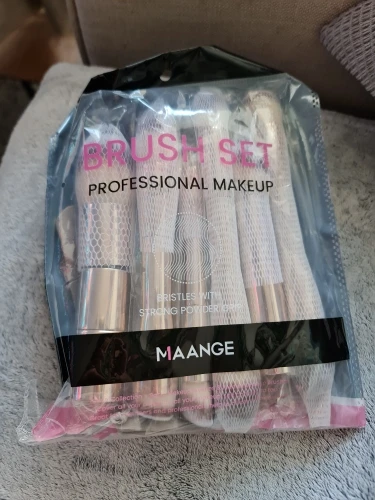 BRUSH SET
PROFESSIONAL MAKEUP
BRISTLES WITH
STRONG POWDER
MAANGE